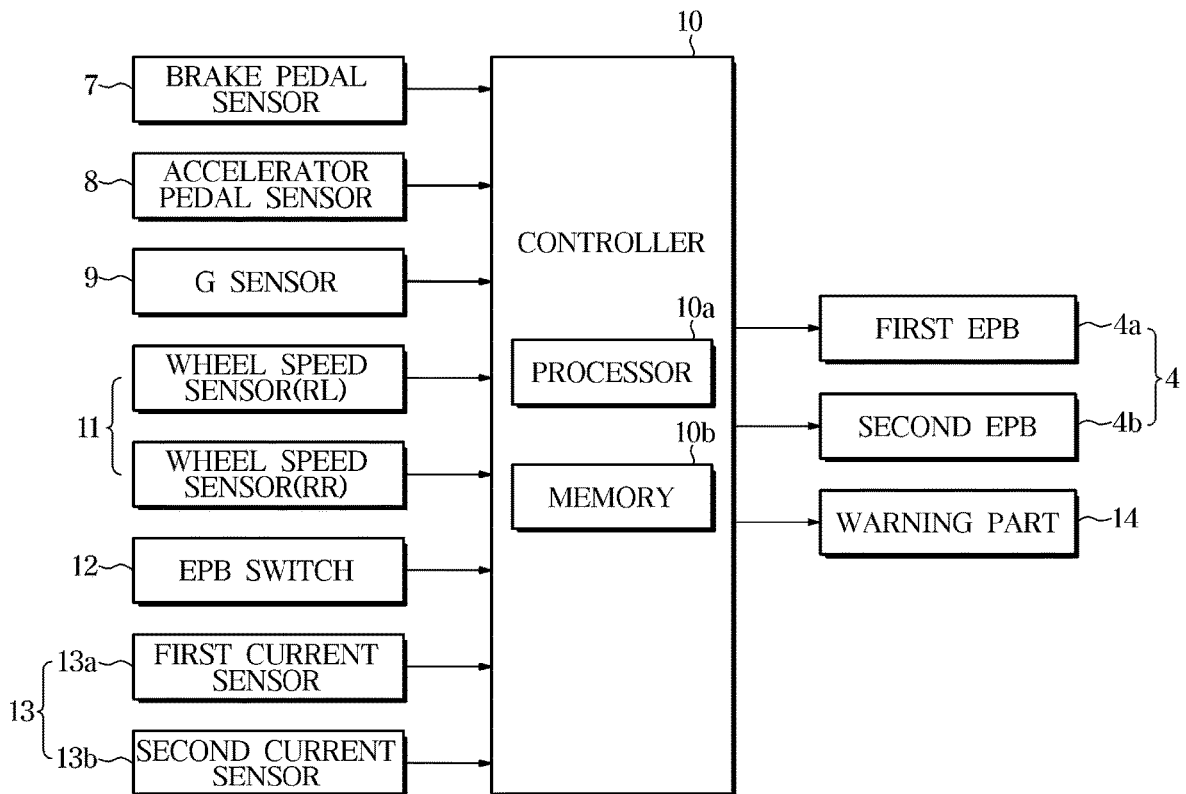 10
7
BRAKE PEDAL
SENSOR
8
ACCELERATOR
PEDAL SENSOR
9
G SENSOR
11
WHEEL SPEED
SENSOR(RL)
WHEEL SPEED
SENSOR(RR)
12
EPB SWITCH
13
13a
FIRST CURRENT
SENSOR
13b
SECOND CURRENT
SENSOR
CONTROLLER
10a
PROCESSOR
10b
MEMORY
FIRST EPB
4a
4
SECOND EPB
4b
WARNING PART
14